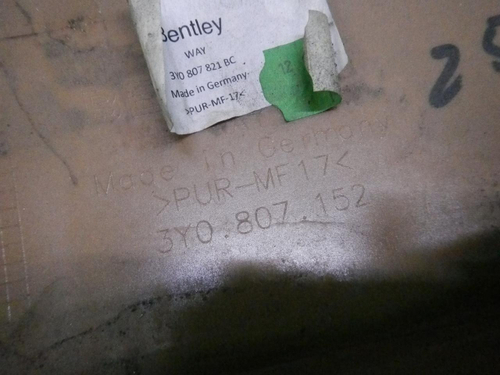 Bentley
WAY
3Y0 807 821 BC
Made in Germany
>PUR-MF-17<
12
Made in Germany
>PUR-MF17<
3Y0.807.152